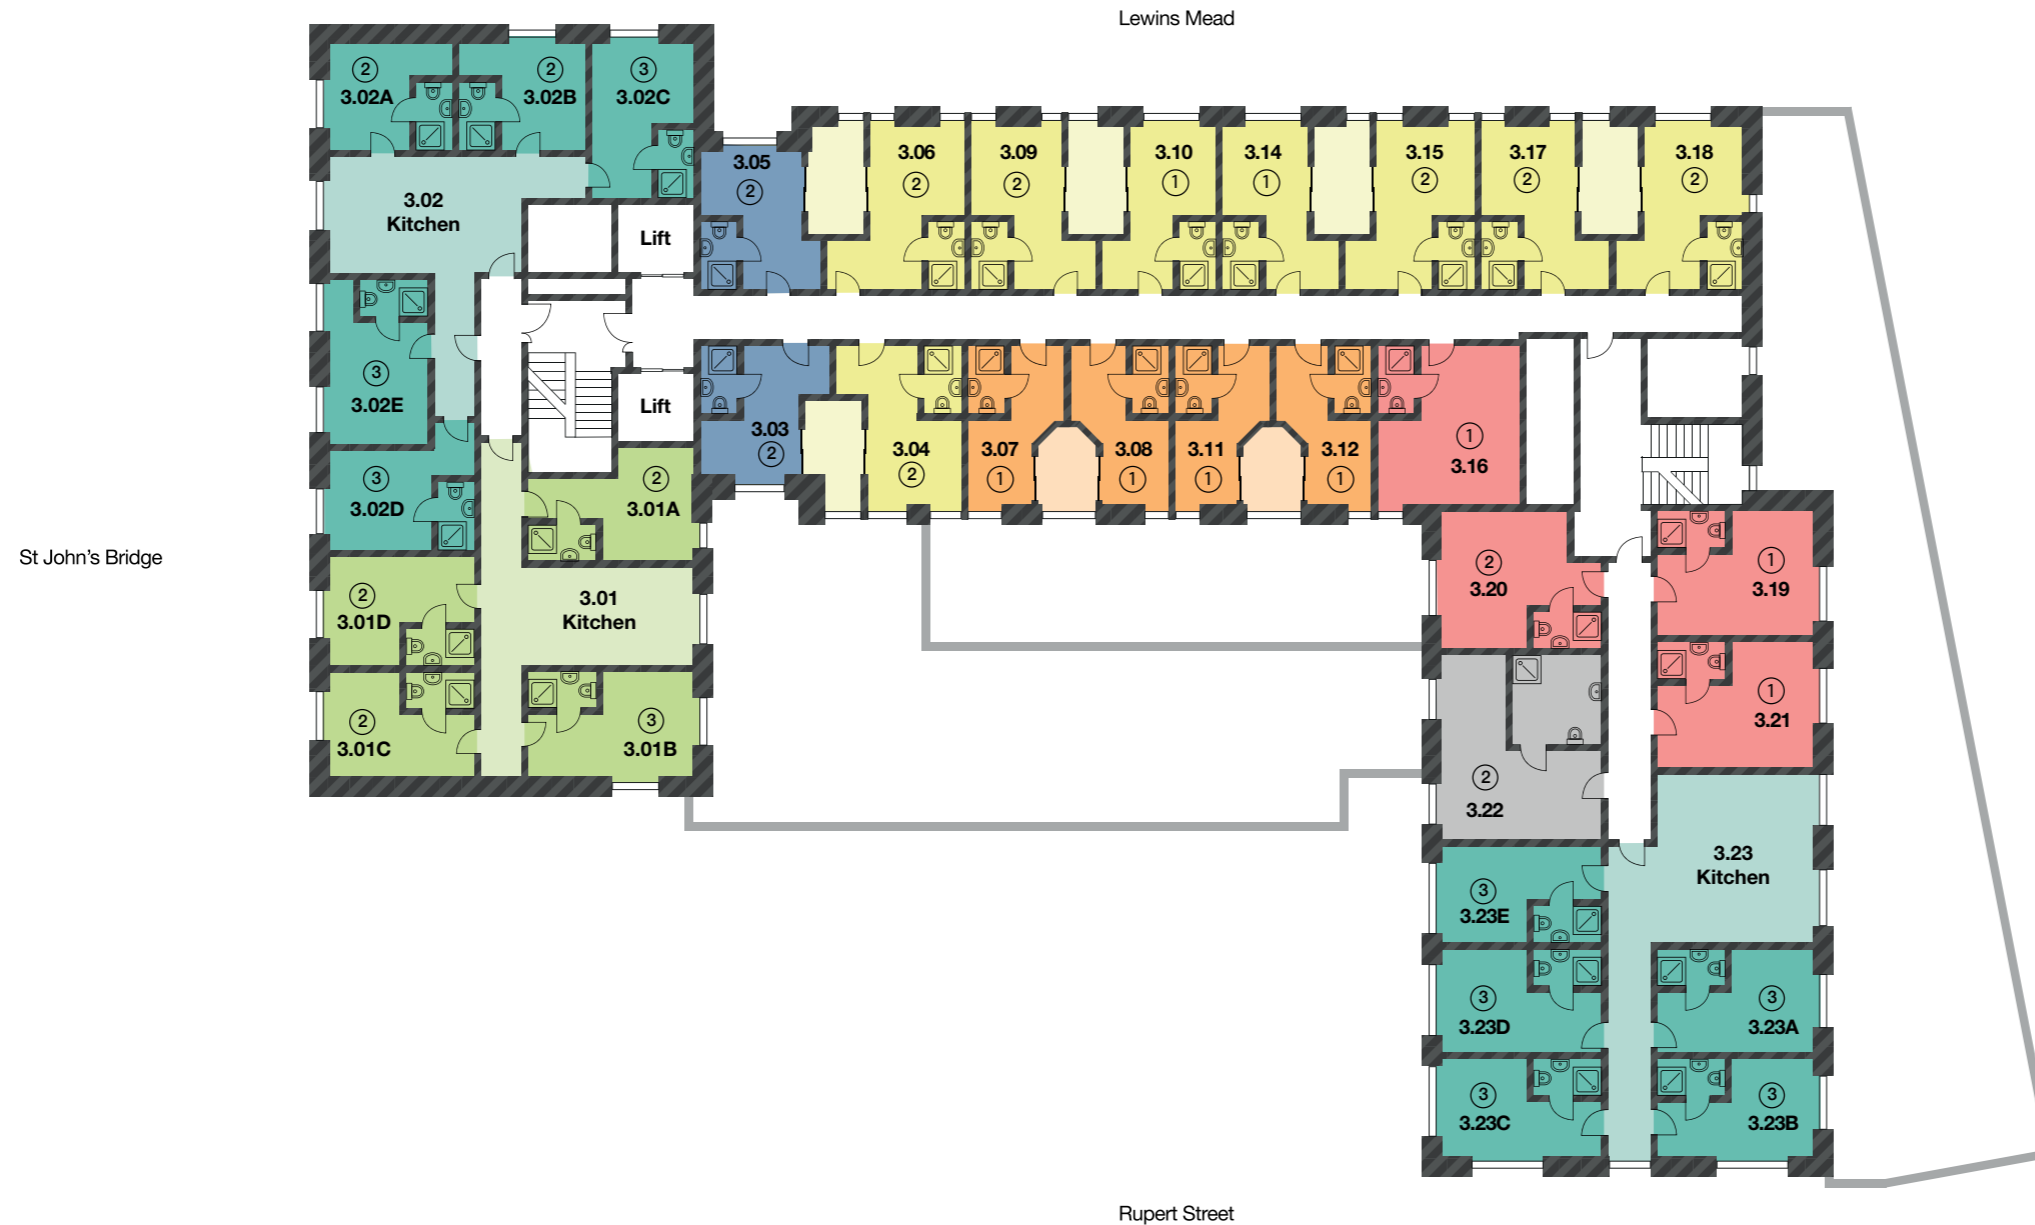 Lewins Mead
2
3.02A
2
3.02B
3
3.02C
3.05
2
3.06
2
3.09
2
3.10
1
3.14
1
3.15
2
3.17
2
3.18
2
3.02
Kitchen
Lift
3
3.02E
Lift
3.03
2
3.04
2
3.07
1
3.08
1
3.11
1
3.12
1
1
3.16
3
3.02D
2
3.01A
St John's Bridge
2
3.01D
3.01
Kitchen
2
3.20
1
3.19
2
3.01C
3
3.01B
1
3.21
2
3.22
3.23
Kitchen
3
3.23E
3
3.23D
3
3.23A
3
3.23C
3
3.23B
Rupert Street